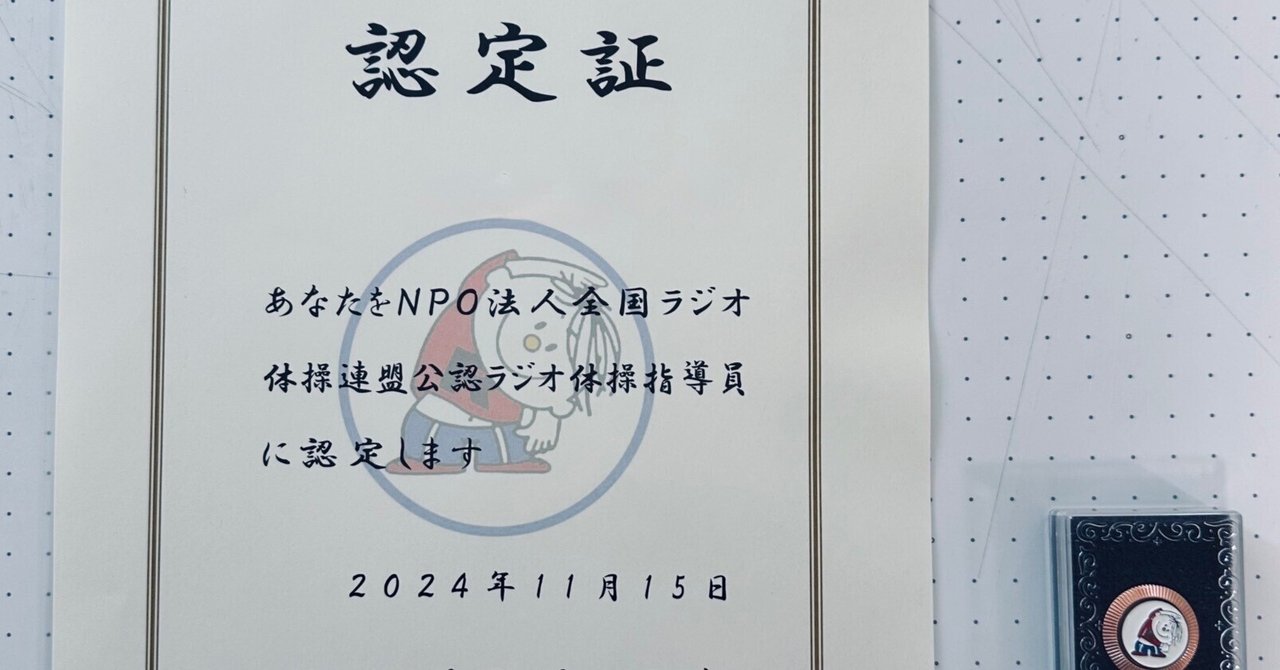 認定証
あなたをNPO法人全国ラジオ
体操連盟公認ラジオ体操指導員
に認定します
2024年11月15日